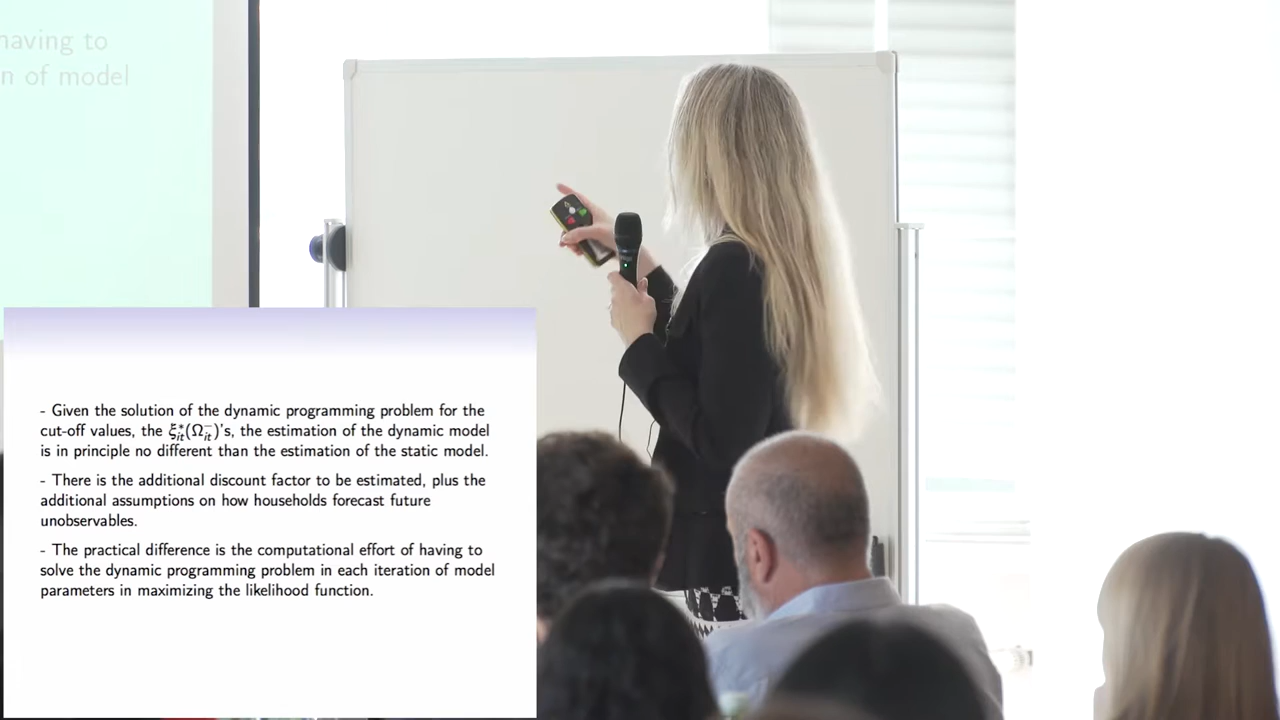 having to
n of model
- Given the solution of the dynamic programming problem for the
cut-off values, the ξ*it(Ω−it)'s, the estimation of the dynamic model
is in principle no different than the estimation of the static model.
- There is the additional discount factor to be estimated, plus the
additional assumptions on how households forecast future
unobservables.
- The practical difference is the computational effort of having to
solve the dynamic programming problem in each iteration of model
parameters in maximizing the likelihood function.